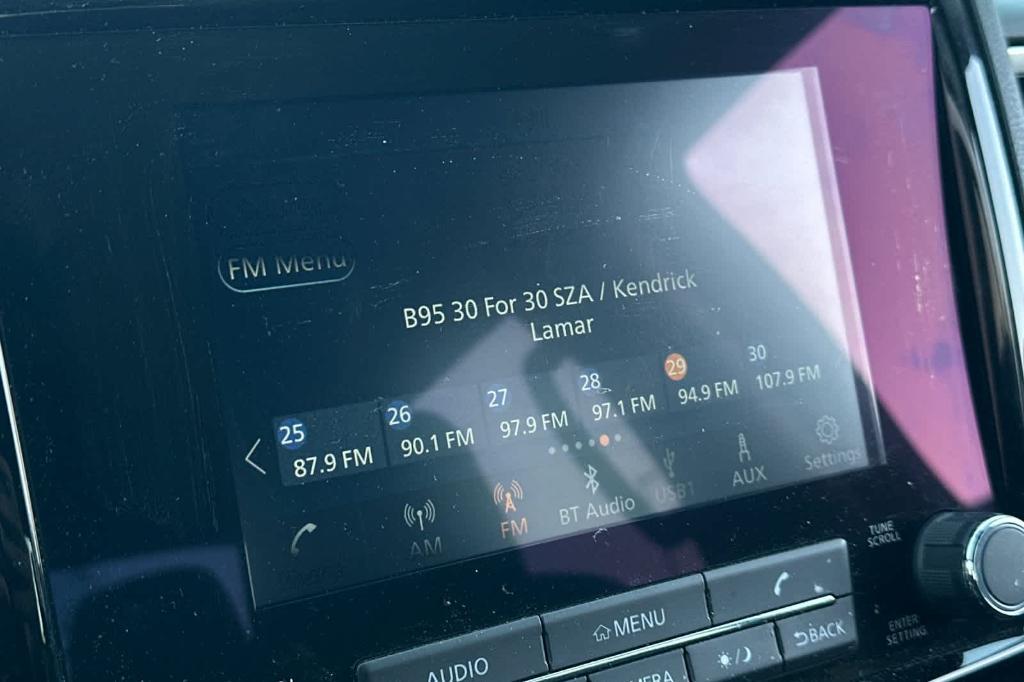 FM Menu
B95 30 For 30 SZA / Kendrick
Lamar
25 26 27 28 29 30
87.9 FM 90.1 FM 97.9 FM 97.1 FM 94.9 FM 107.9 FM
AM FM BT Audio USB1 AUX Settings
TUNE
SCROLL
AUDIO MENU
ENTER
SETTING
BACK